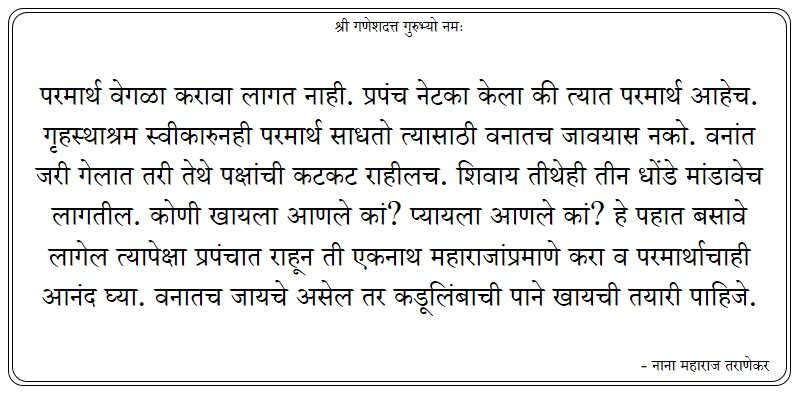 श्री गणेशदत्त गुरुभ्यो नमः
परमार्थ वेगळा करावा लागत नाही. प्रपंच नेटका केला की त्यात परमार्थ आहेच.
गृहस्थाश्रम स्वीकारुनही परमार्थ साधतो त्यासाठी वनातच जावयास नको. वनांत
जरी गेलात तरी तेथे पक्षांची कटकट राहीलच. शिवाय तीथेही तीन धोंडे मांडावेच
लागतील. कोणी खायला आणले कां? प्यायला आणले कां? हे पहात बसावे
लागेल त्यापेक्षा प्रपंचात राहून ती एकनाथ महाराजांप्रमाणे करा व परमार्थाचाही
आनंद घ्या. वनातच जायचे असेल तर कडूलिंबाची पाने खायची तयारी पाहिजे.
- नाना महाराज तराणेकर